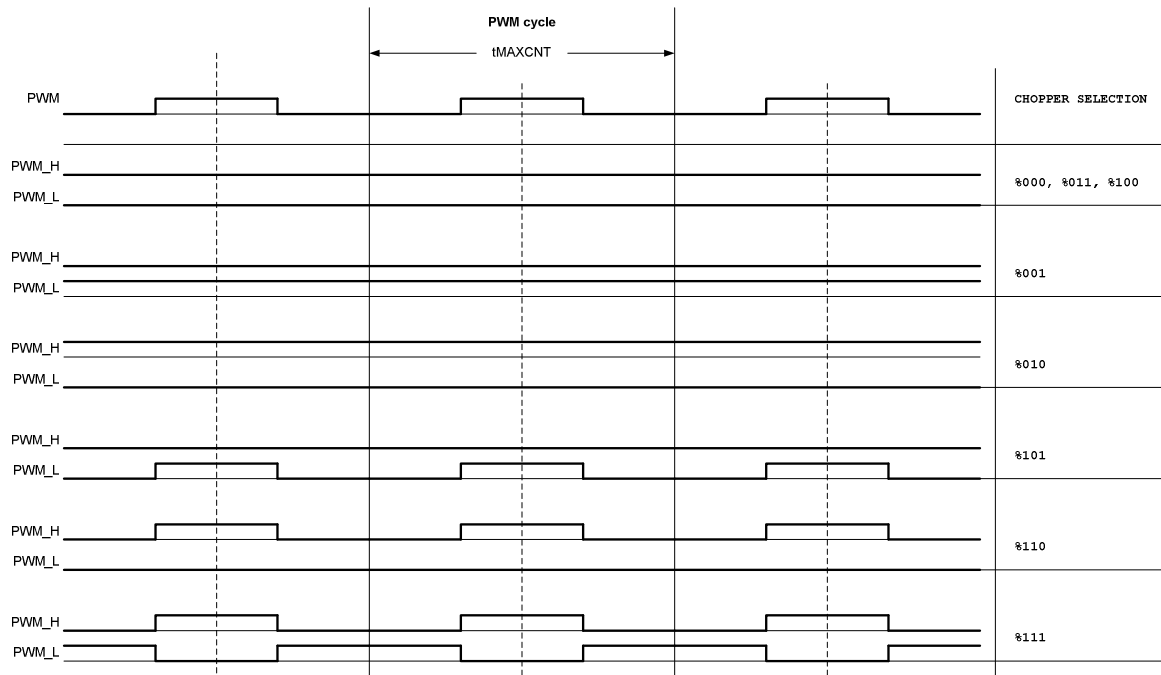 PWM cycle
tMAXCNT
PWM
CHOPPER SELECTION
PWM_H
PWM_L
%000, %011, %100
PWM_H
PWM_L
%001
PWM_H
PWM_L
%010
PWM_H
PWM_L
%101
PWM_H
PWM_L
%110
PWM_H
PWM_L
%111